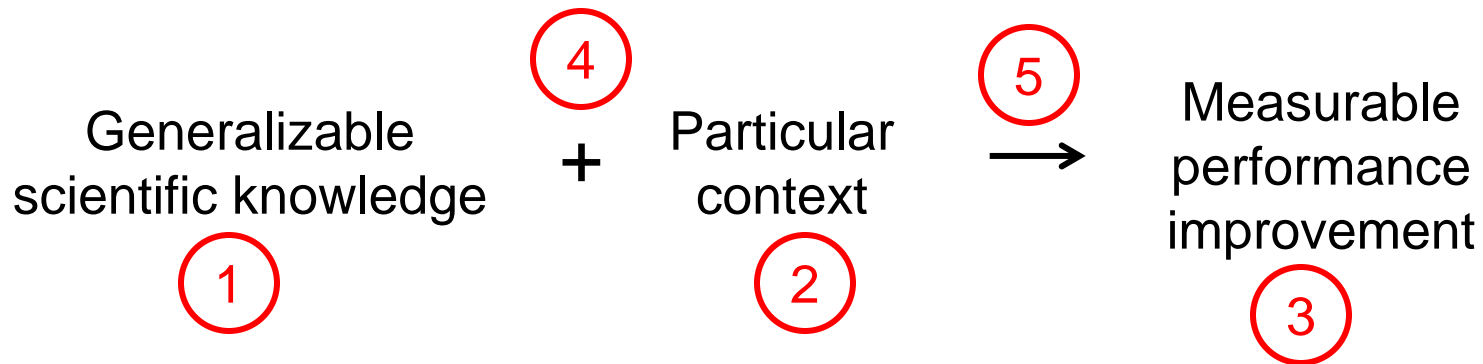 4
5
Generalizable
scientific knowledge
+
Particular
context
→
Measurable
performance
improvement
1
2
3